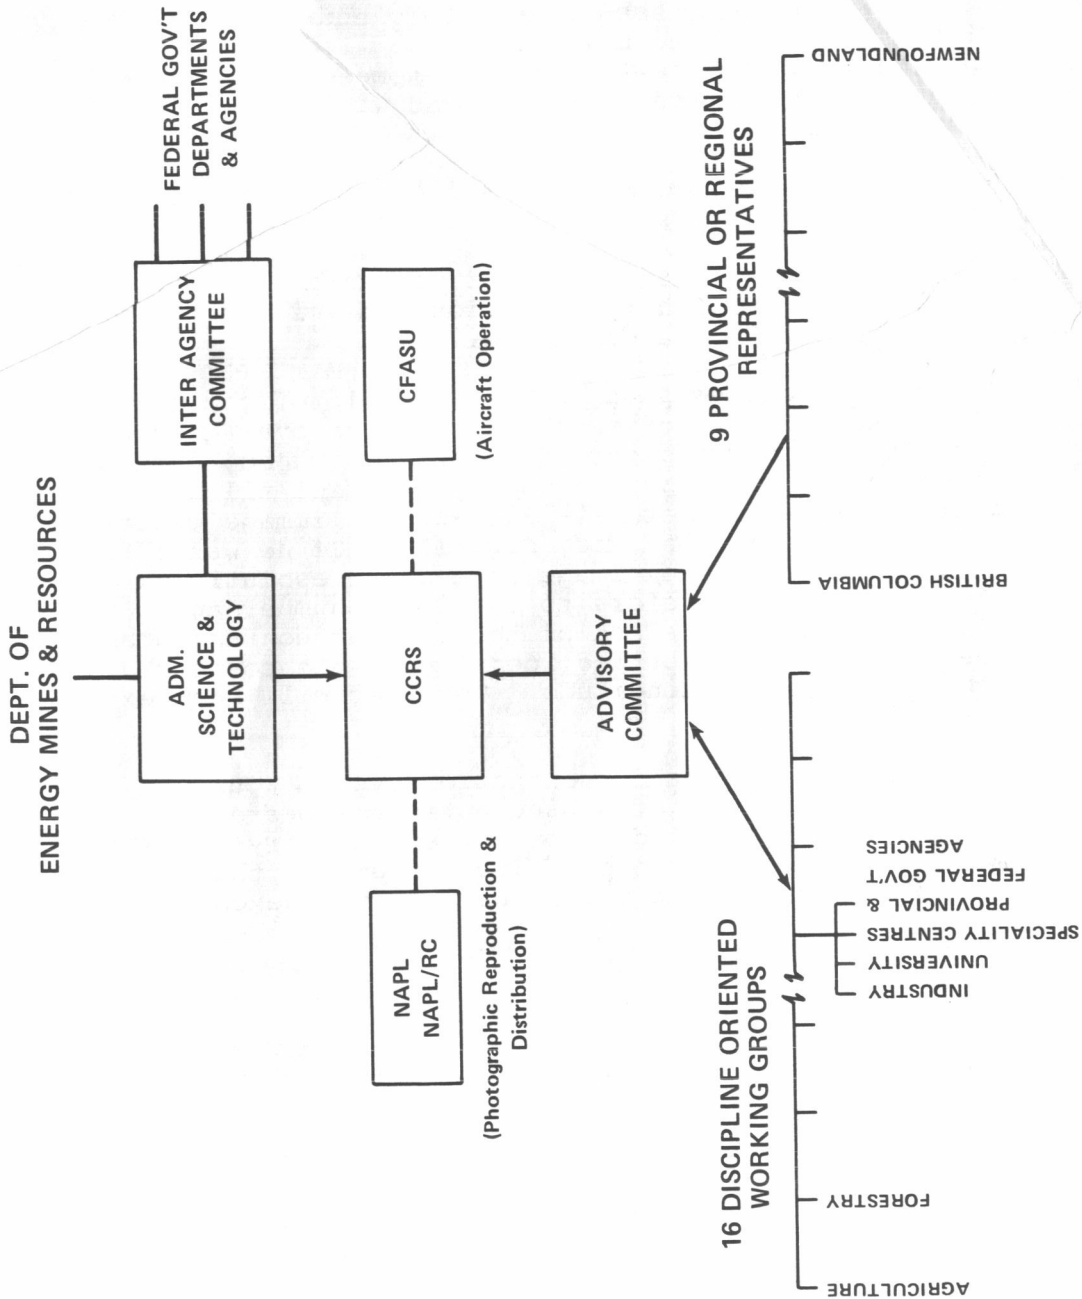 DEPT. OF
ENERGY MINES & RESOURCES
ADM.
SCIENCE &
TECHNOLOGY
INTER AGENCY
COMMITTEE
FEDERAL GOV'T
DEPARTMENTS
& AGENCIES
NAPL
NAPL/RC
(Photographic Reproduction &
Distribution)
CCRS
CFASU
(Aircraft Operation)
ADVISORY
COMMITTEE
16 DISCIPLINE ORIENTED
WORKING GROUPS
AGRICULTURE
FORESTRY
INDUSTRY
UNIVERSITY
SPECIALITY CENTRES
PROVINCIAL &
FEDERAL GOV'T
AGENCIES
9 PROVINCIAL OR REGIONAL
REPRESENTATIVES
BRITISH COLUMBIA
NEWFOUNDLAND